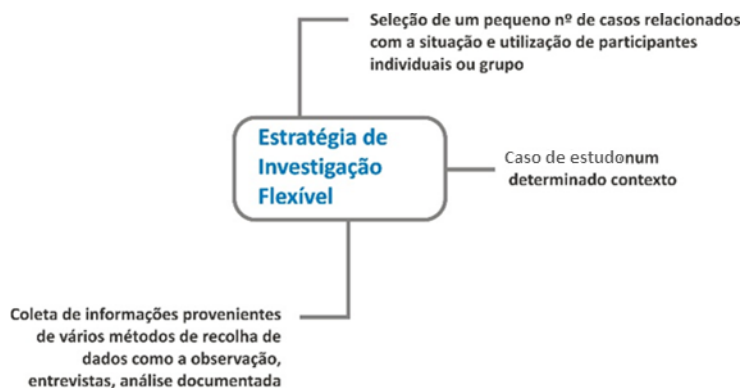 Seleção de um pequeno nº de casos relacionados
com a situação e utilização de participantes
individuais ou grupo
Estratégia de
Investigação
Flexível
Caso de estudonum
determinado contexto
Coleta de informações provenientes
de vários métodos de recolha de
dados como a observação,
entrevistas, análise documentada